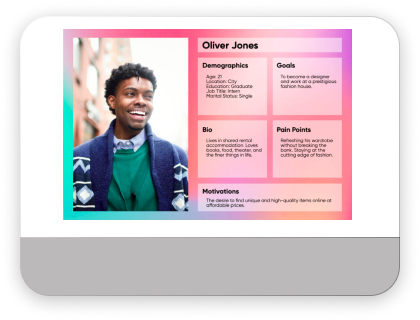 Oliver Jones
Demographics
Age: 21
Location: City
Education: Graduate
Job Title: Intern
Marital Status: Single
Goals
To become a designer
and work at a prestigious
fashion house.
Bio
Lives in shared rental
accommodation. Loves
books, food, theater, and
the finer things in life.
Pain Points
Refreshing his wardrobe
without breaking the
bank. Staying at the
cutting edge of fashion.
Motivations
The desire to find unique and high-quality items online at
affordable prices.